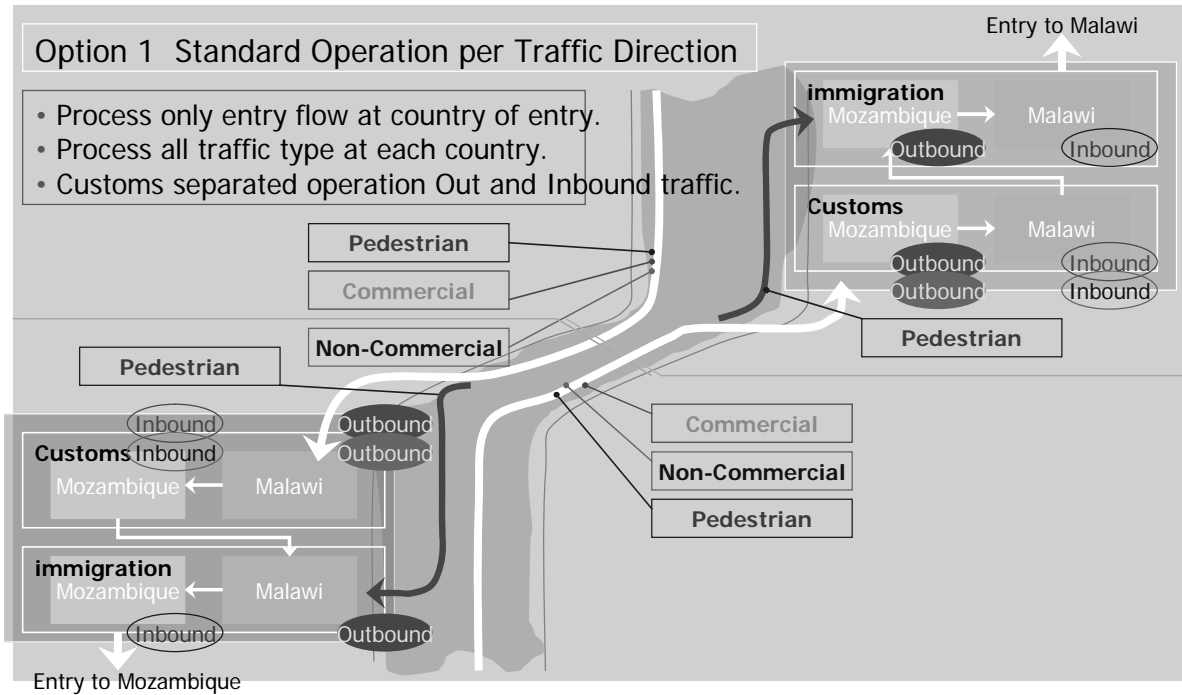 Entry to Malawi
Option 1 Standard Operation per Traffic Direction
• Process only entry flow at country of entry.
• Process all traffic type at each country.
• Customs separated operation Out and Inbound traffic.
immigration
Mozambique
Malawi
Outbound
Inbound
Customs
Mozambique
Malawi
Outbound
Inbound
Outbound
Inbound
Pedestrian
Commercial
Non-Commercial
Pedestrian
Pedestrian
Commercial
Non-Commercial
Pedestrian
Inbound
Outbound
Customs
Inbound
Outbound
Mozambique
Malawi
immigration
Mozambique
Malawi
Inbound
Outbound
Entry to Mozambique